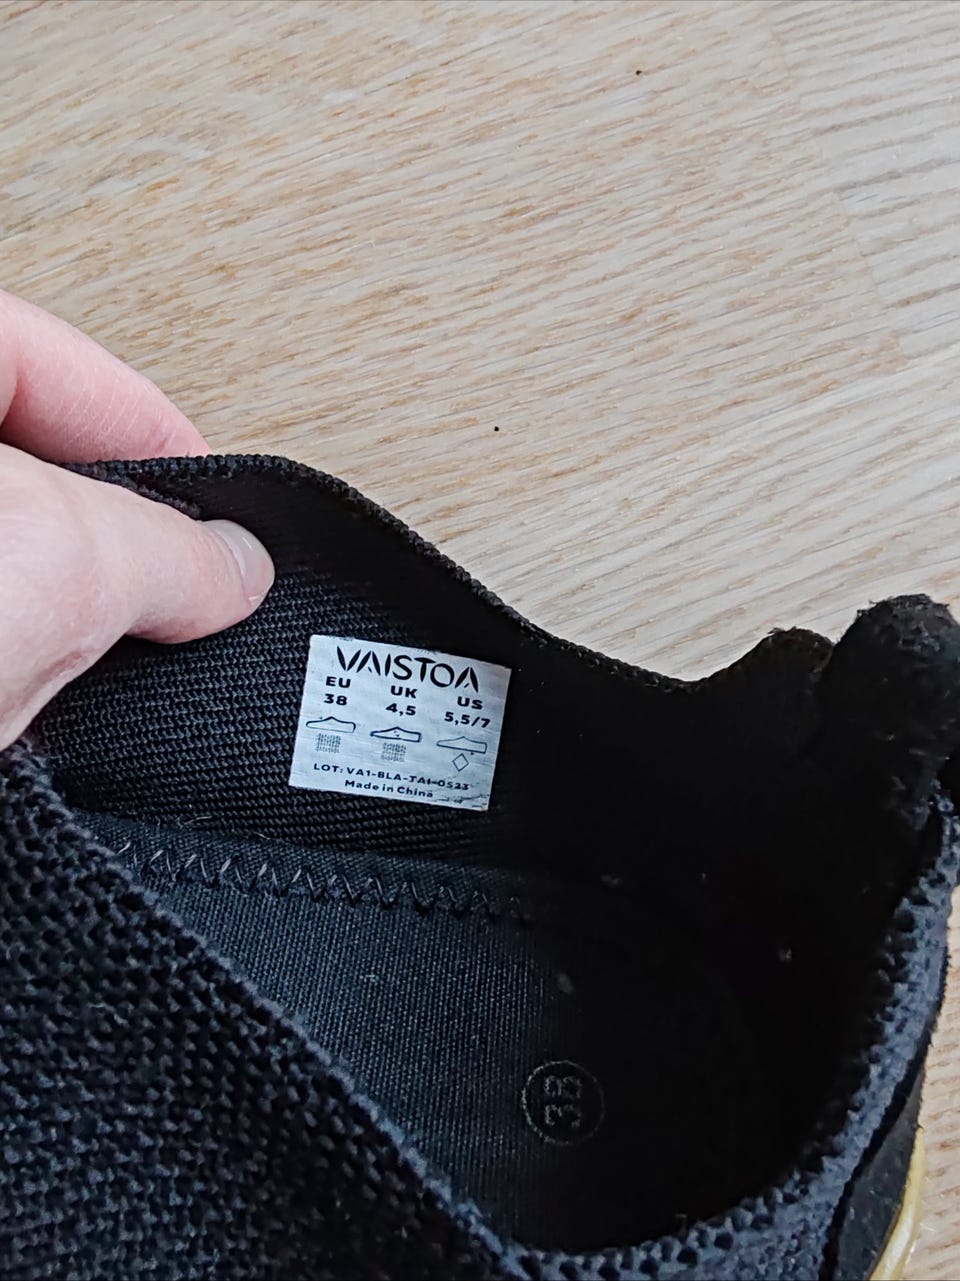 VAISTOA
EU UK US
38 4,5 5,5/7
LOT: VA1-BLA-TA1-0523
Made in China
38